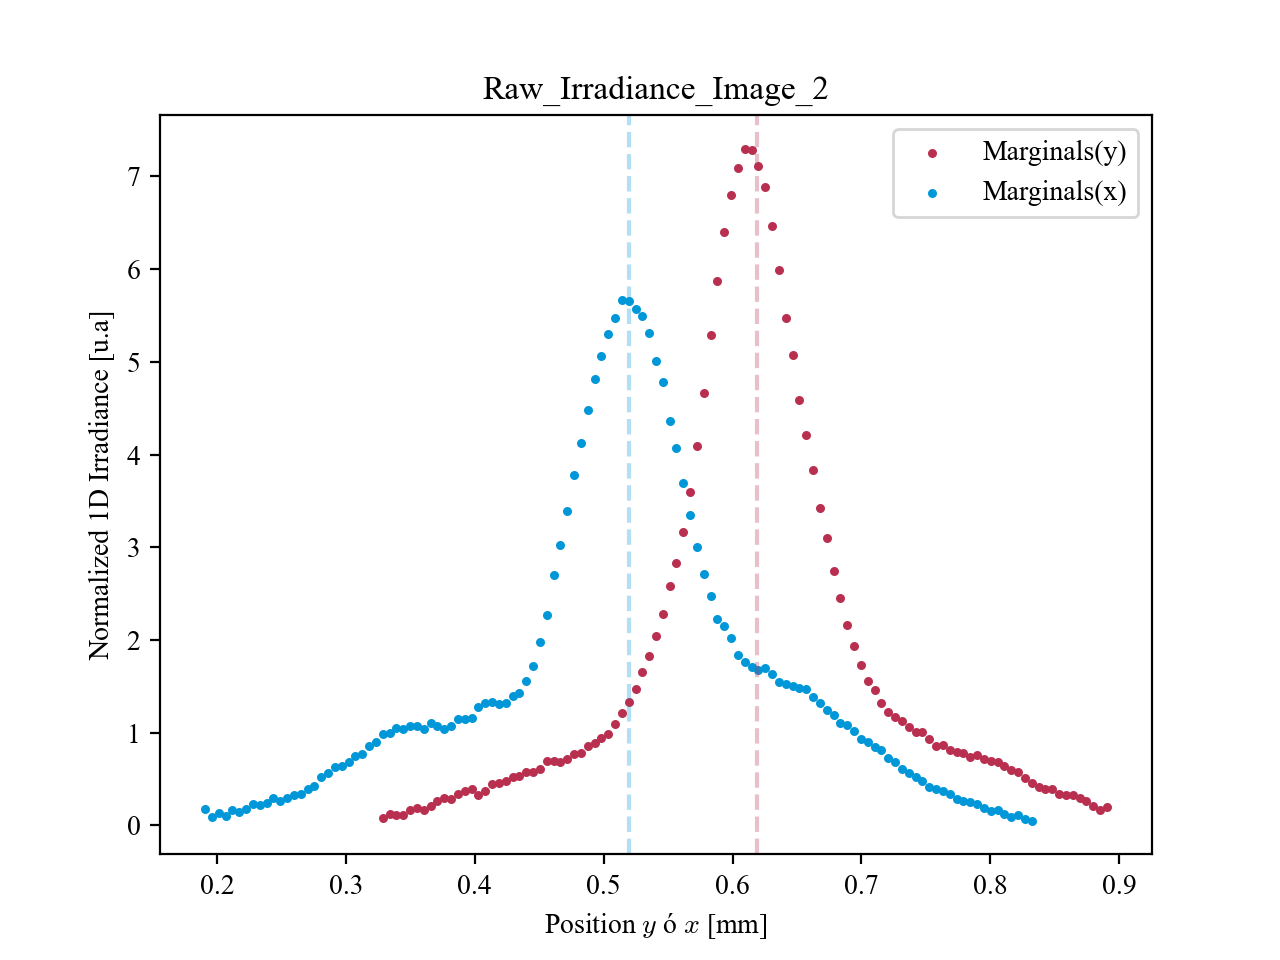 Raw_Irradiance_Image_2
Marginals(y)
Marginals(x)
7
6
5
4
3
2
1
0
Normalized 1D Irradiance [u.a]
0.2 0.3 0.4 0.5 0.6 0.7 0.8 0.9
Position y ó x [mm]